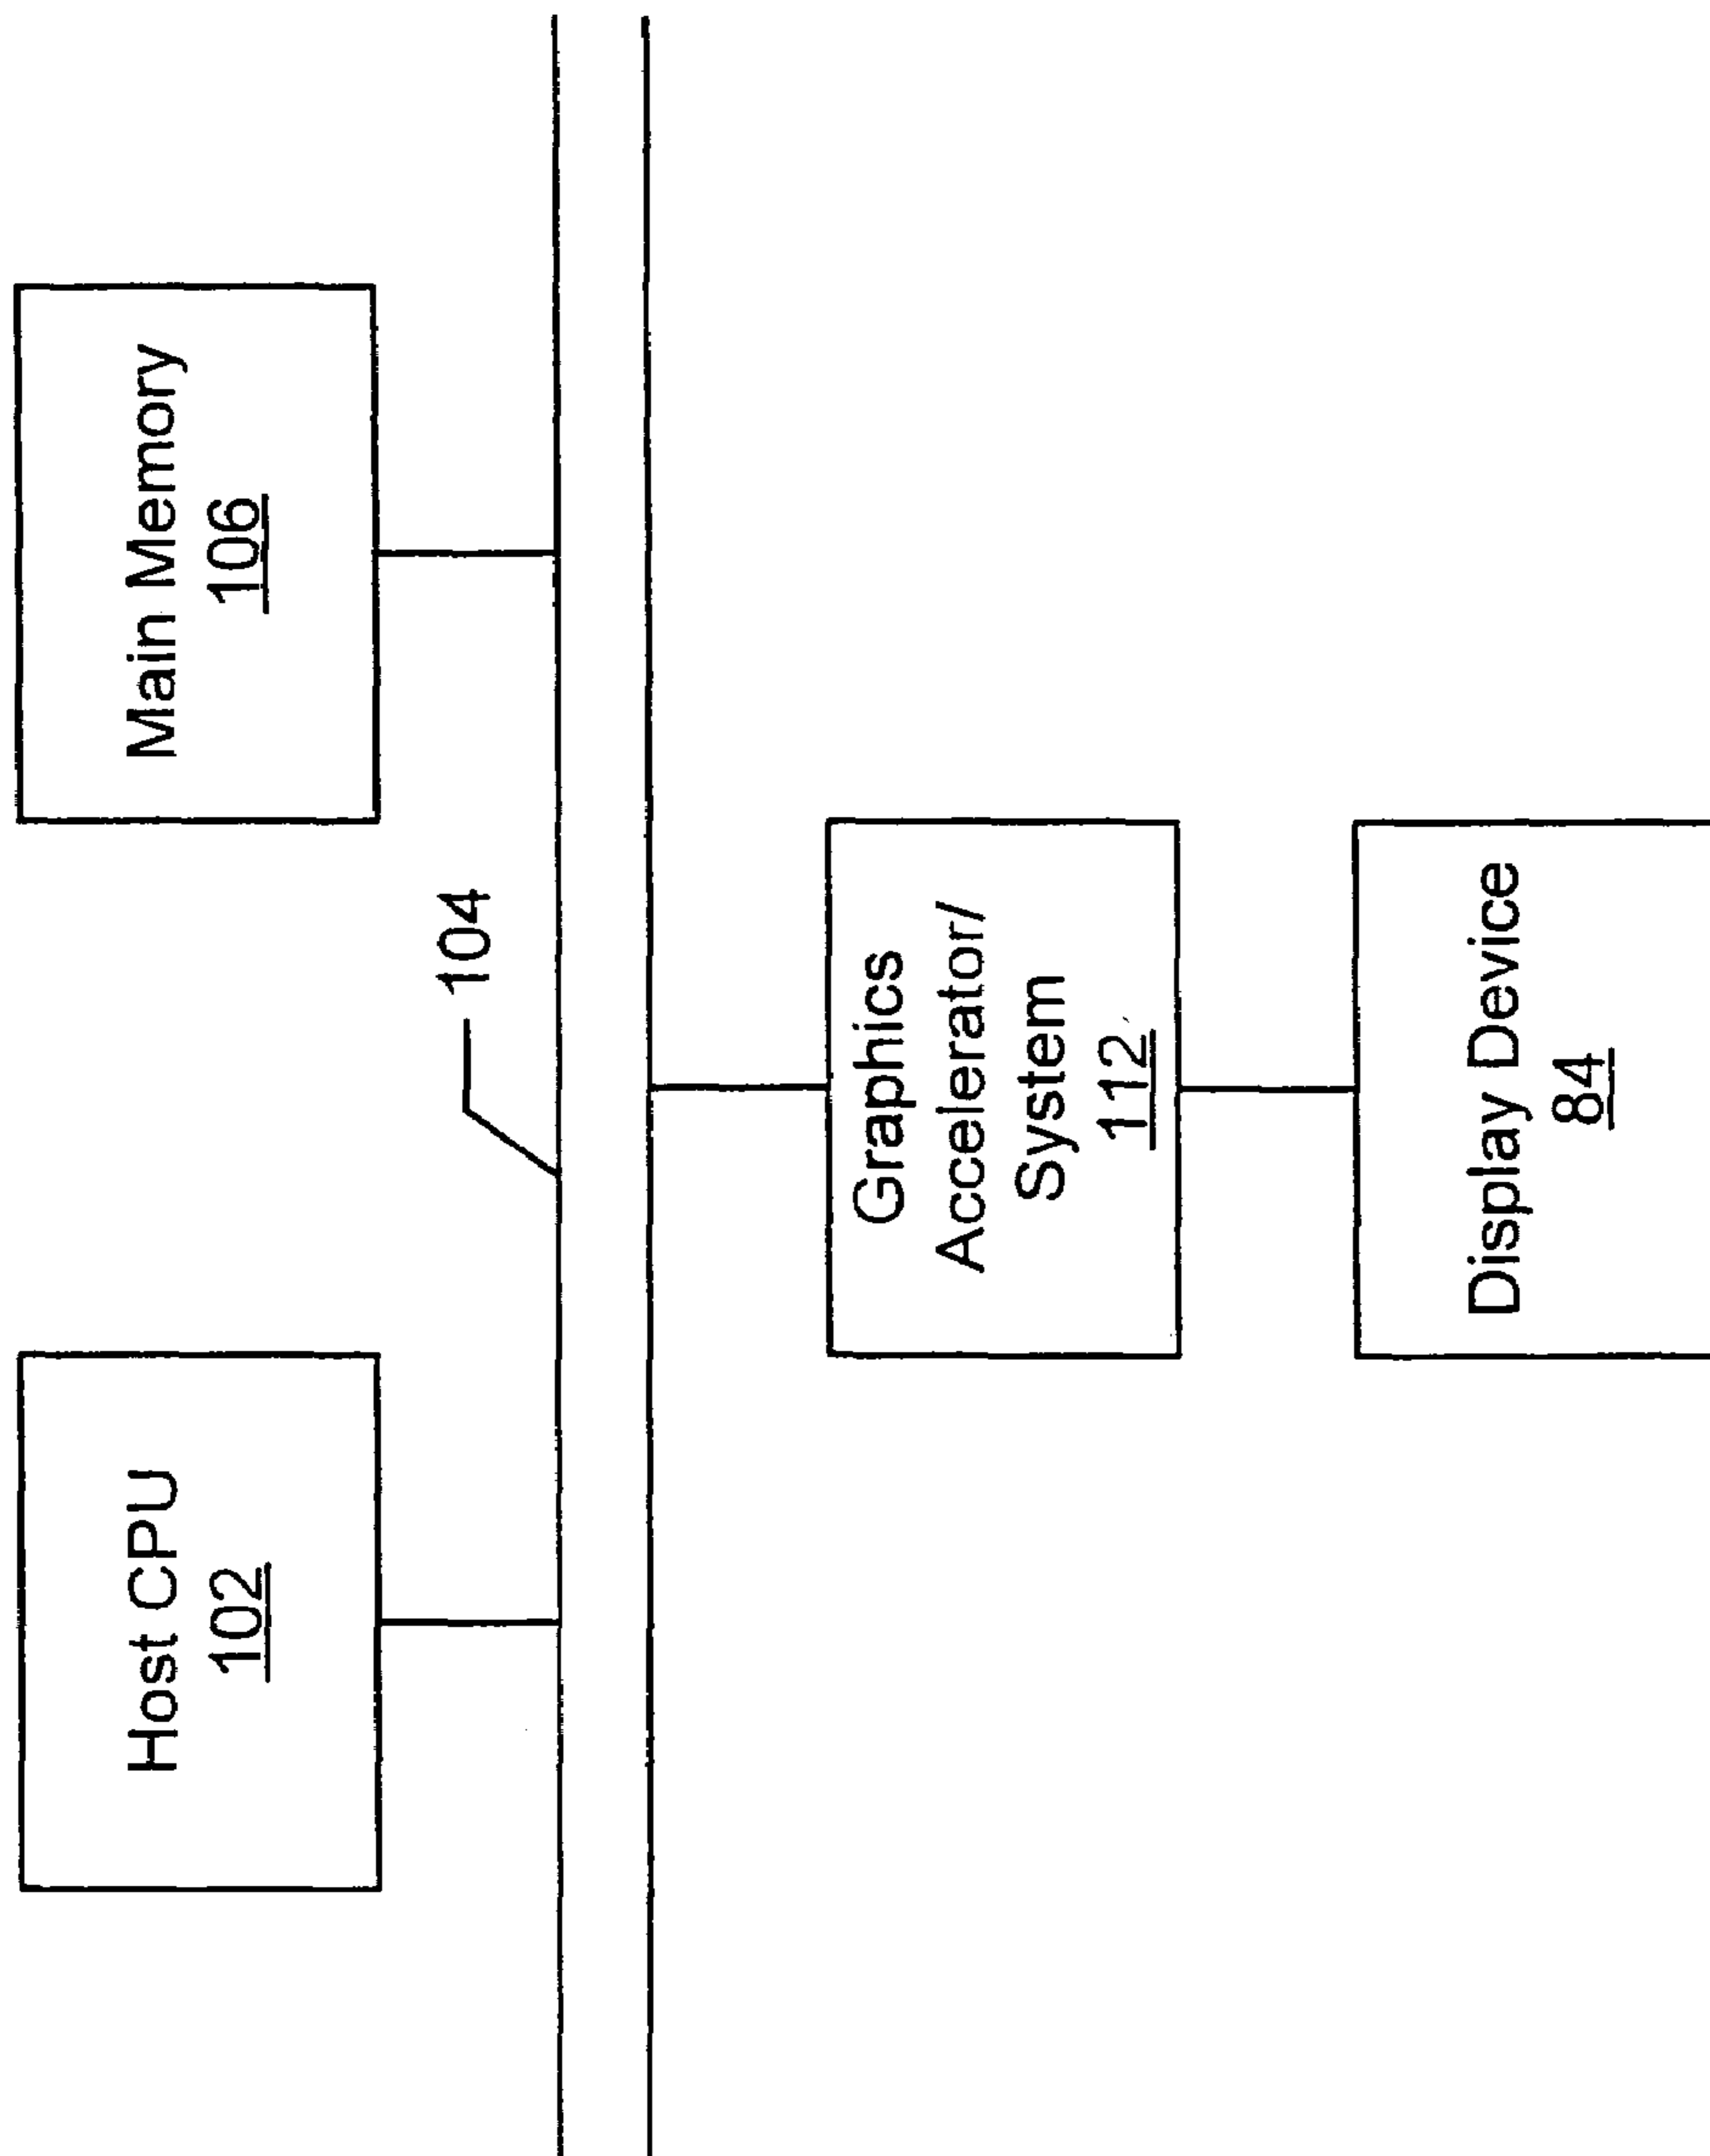 Host CPU
102
Main Memory
106
104
Graphics
Accelerator/
System
112
Display Device
84